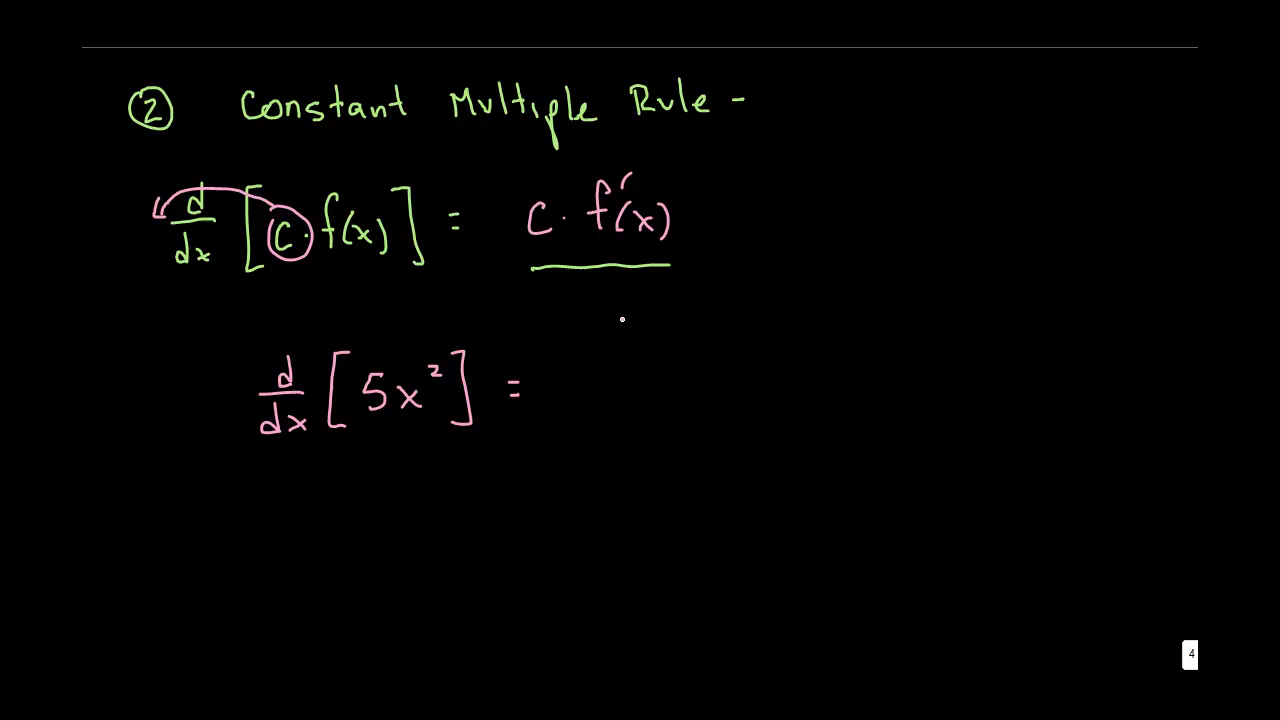 ② Constant Multiple Rule -
d/dx [c · f(x)] = c · f'(x)
d/dx [5x²] =
4